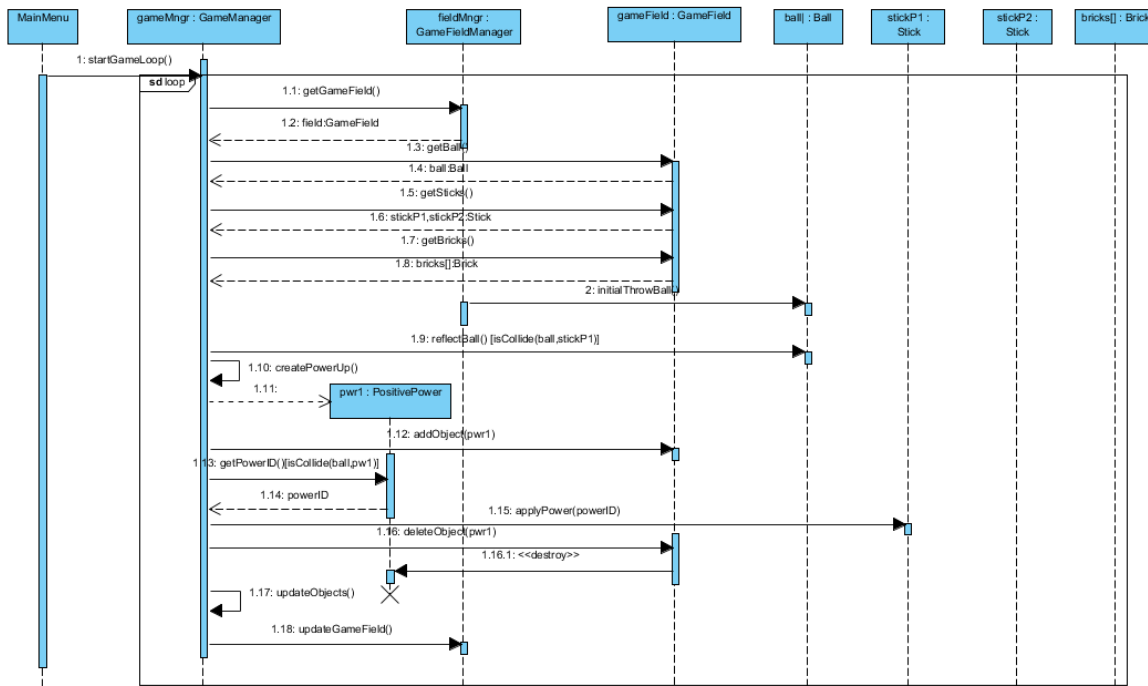 MainMenu
gameMngr : GameManager
fieldMngr :
GameFieldManager
gameField : GameField
ball| : Ball
stickP1 :
Stick
stickP2 :
Stick
bricks[] : Brick
1: startGameLoop()
sd loop
1.1: getGameField()
1.2: field:GameField
1.3: getBall()
1.4: ball:Ball
1.5: getSticks()
1.6: stickP1,stickP2:Stick
1.7: getBricks()
1.8: bricks[]:Brick
2: initialThrowBall()
1.9: reflectBall() [isCollide(ball,stickP1)]
1.10: createPowerUp()
1.11:
pwr1 : PositivePower
1.12: addObject(pwr1)
1.13: getPowerID()[isCollide(ball,pw1)]
1.14: powerID
1.15: applyPower(powerID)
1.16: deleteObject(pwr1)
1.16.1: <<destroy>>
1.17: updateObjects()
1.18: updateGameField()